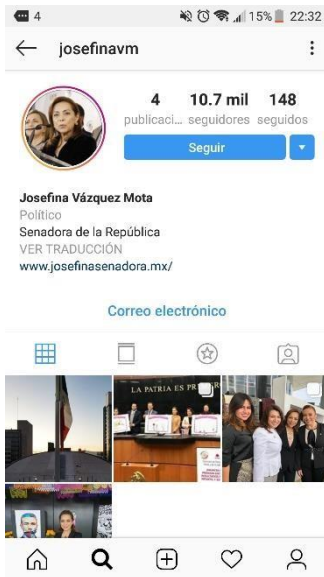 4 15% 22:32
josefinavm
4 10.7 mil 148
publicaci... seguidores seguidos
Seguir
Josefina Vázquez Mota
Político
Senadora de la República
VER TRADUCCIÓN
www.josefinasenadora.mx/
Correo electrónico
LA PATRIA ES PRIMERO